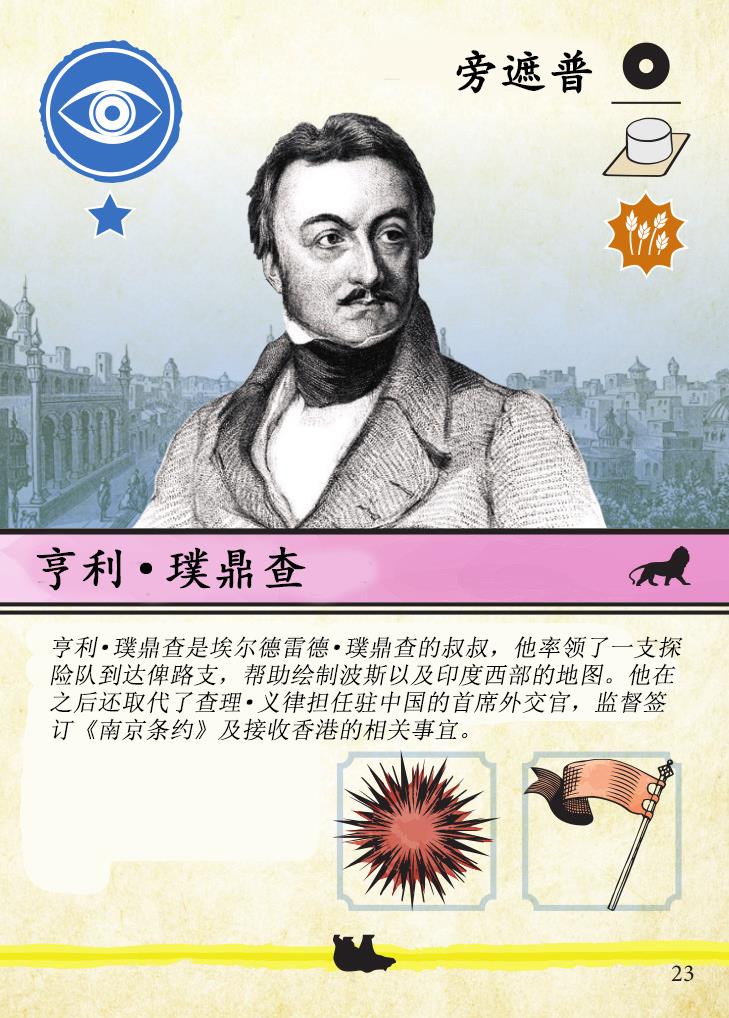 旁遮普
亨利•璞鼎查
亨利•璞鼎查是埃尔德雷德•璞鼎查的叔叔，他率领了一支探
险队到达俾路支，帮助绘制波斯以及印度西部的地图。他在
之后还取代了查理•义律担任驻中国的首席外交官，监督签
订《南京条约》及接收香港的相关事宜。
23